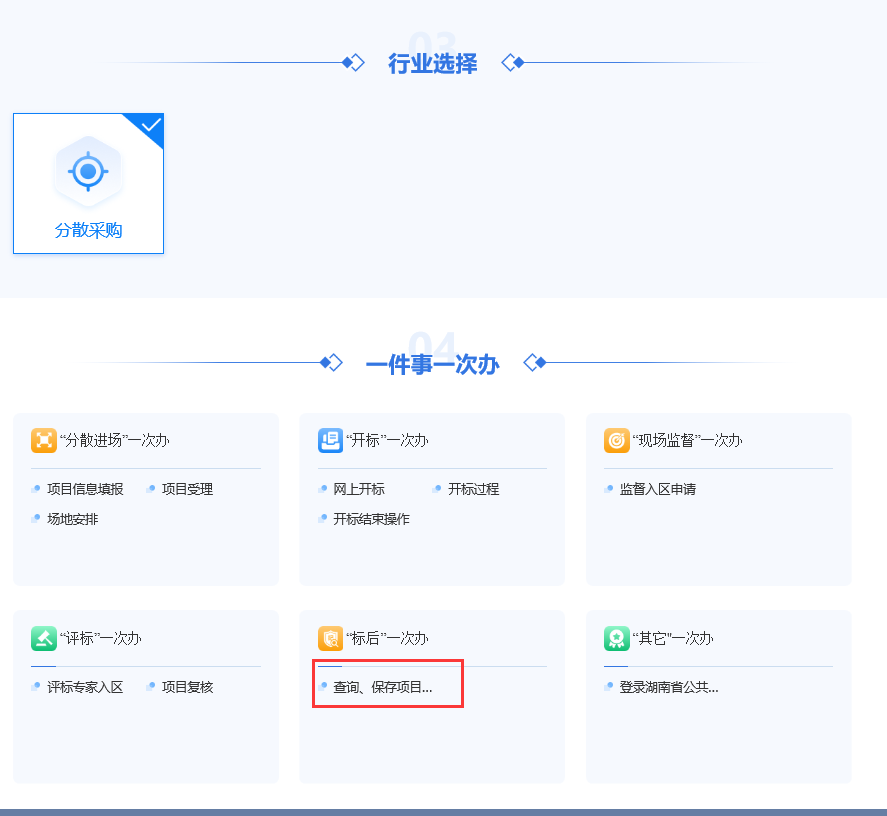 03
行业选择
分散采购
04
一件事一次办
“分散进场”一次办
项目信息填报
项目受理
场地安排
“开标”一次办
网上开标
开标过程
开标结束操作
“现场监督”一次办
监督入区申请
“评标”一次办
评标专家入区
项目复核
“标后”一次办
查询、保存项目...
“其它”一次办
登录湖南省公共...